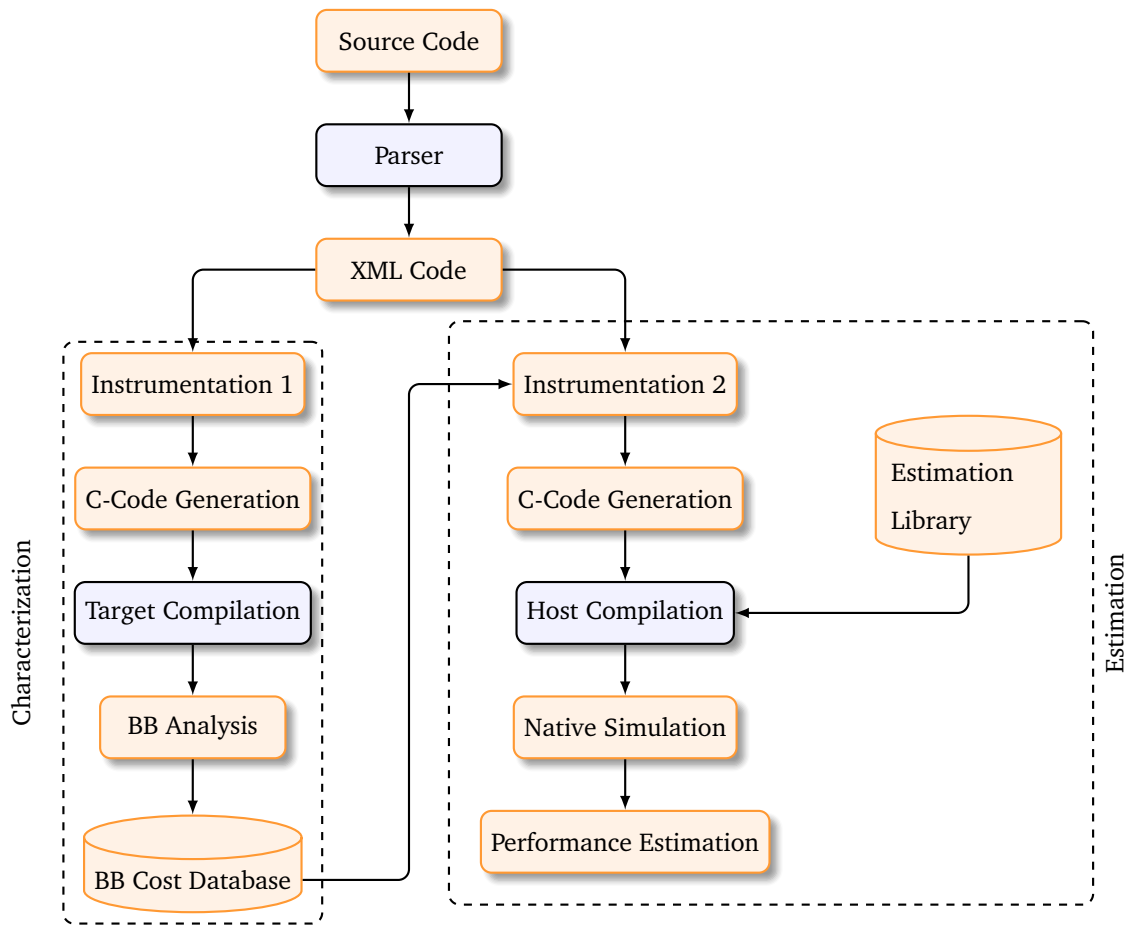 Source Code
Parser
XML Code
Characterization
Instrumentation 1
C-Code Generation
Target Compilation
BB Analysis
BB Cost Database
Instrumentation 2
C-Code Generation
Host Compilation
Native Simulation
Performance Estimation
Estimation
Library
Estimation